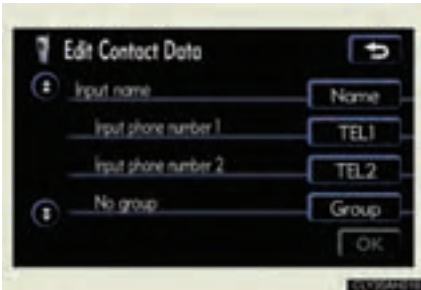 Edit Contact Data
Input name Name
Input phone number 1 TEL1
Input phone number 2 TEL2
No group Group
OK